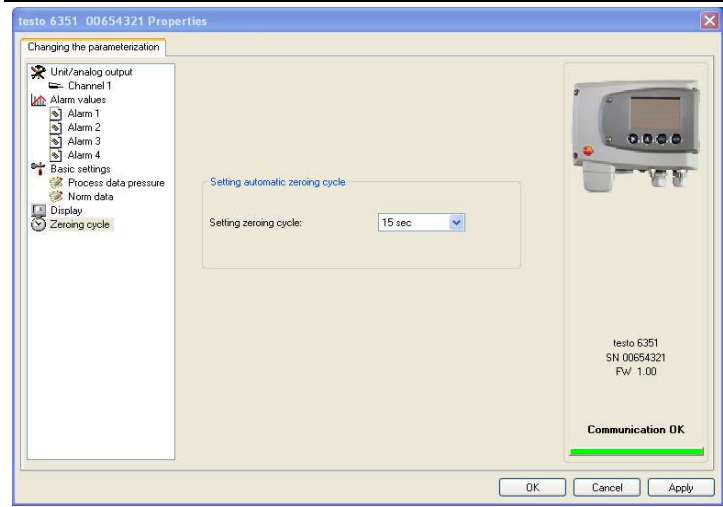 testo 6351 00654321 Properties
Changing the parameterization
Unit/analog output
Channel 1
Alarm values
Alarm 1
Alarm 2
Alarm 3
Alarm 4
Basic settings
Process data pressure
Norm data
Display
Zeroing cycle
Setting automatic zeroing cycle
Setting zeroing cycle:
15 sec
testo 6351
SN 00654321
FW 1.00
Communication OK
OK
Cancel
Apply